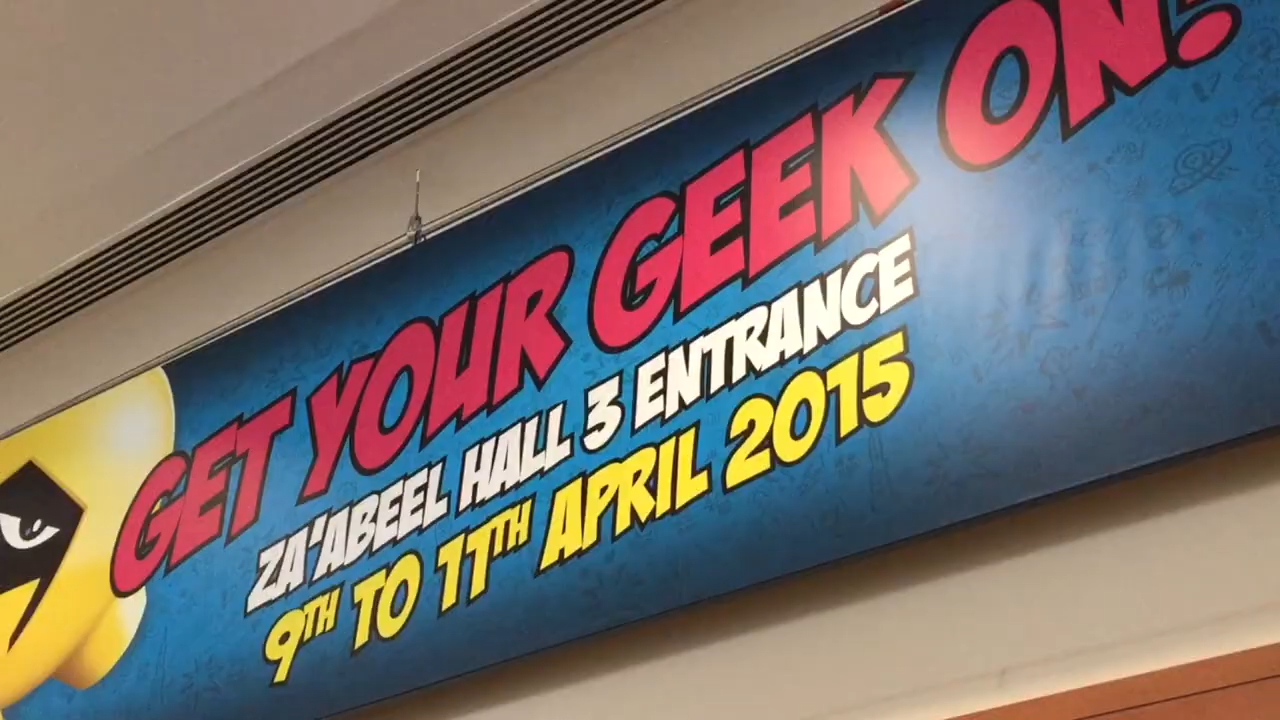 GET YOUR GEEK ON!
ZA'ABEEL HALL 3 ENTRANCE
9TH TO 11TH APRIL 2015